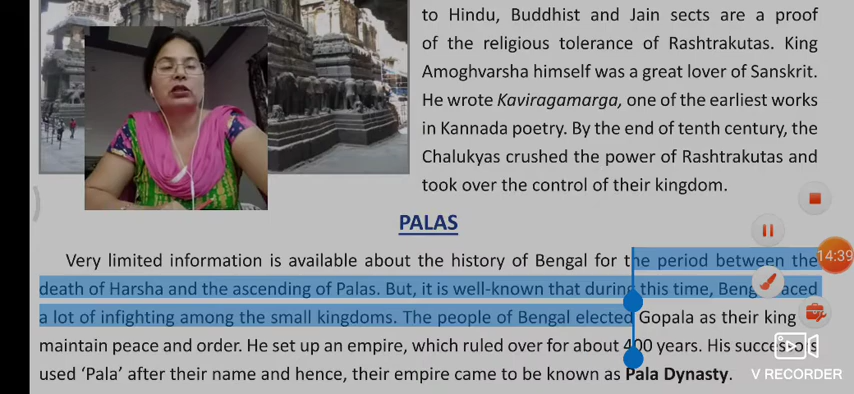 to Hindu, Buddhist and Jain sects are a proof
of the religious tolerance of Rashtrakutas. King
Amoghvarsha himself was a great lover of Sanskrit.
He wrote Kaviragamarga, one of the earliest works
in Kannada poetry. By the end of tenth century, the
Chalukyas crushed the power of Rashtrakutas and
took over the control of their kingdom.
PALAS
Very limited information is available about the history of Bengal for the period between the
death of Harsha and the ascending of Palas. But, it is well-known that during this time, Bengal faced
a lot of infighting among the small kingdoms. The people of Bengal elected Gopala as their king
maintain peace and order. He set up an empire, which ruled over for about 400 years. His successors
used ‘Pala’ after their name and hence, their empire came to be known as Pala Dynasty.
14:39
V RECORDER